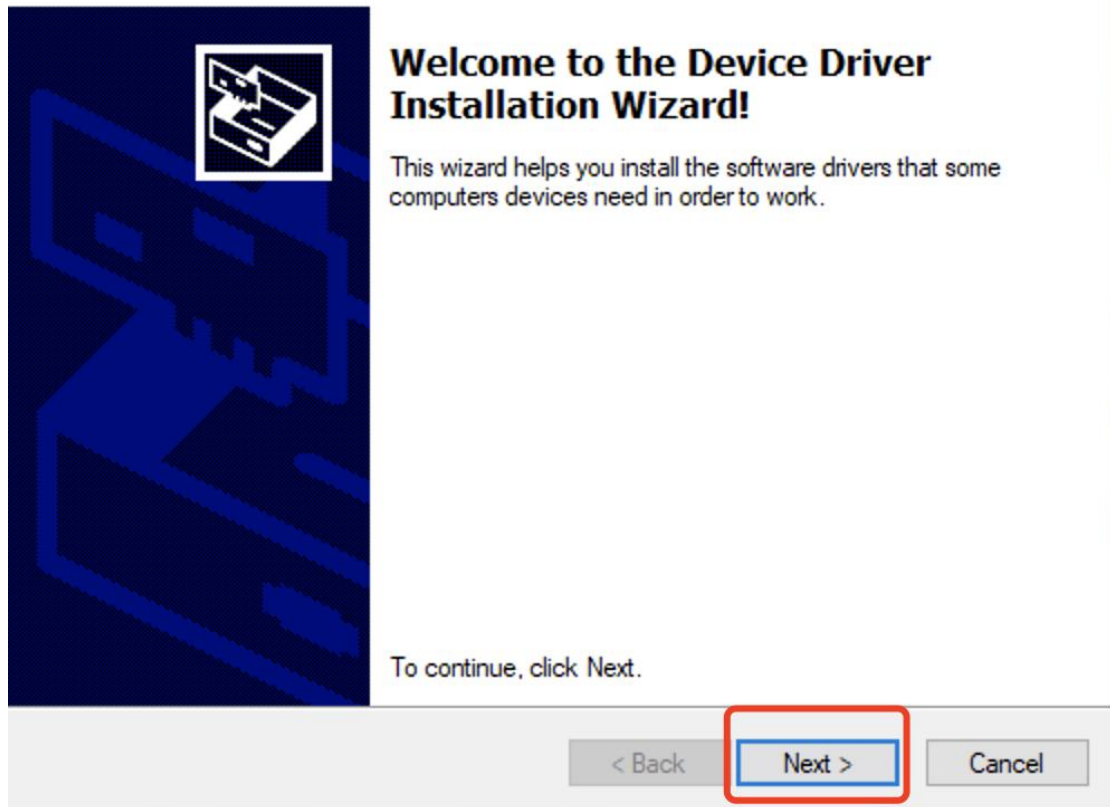 Welcome to the Device Driver
Installation Wizard!
This wizard helps you install the software drivers that some
computers devices need in order to work.
To continue, click Next.
< Back
Next >
Cancel